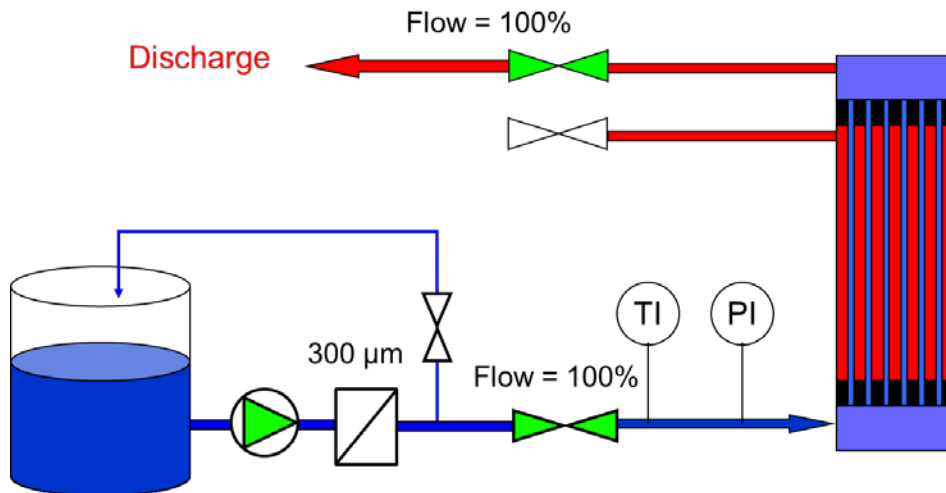 Flow = 100%
Discharge
300 µm
Flow = 100%
TI
PI